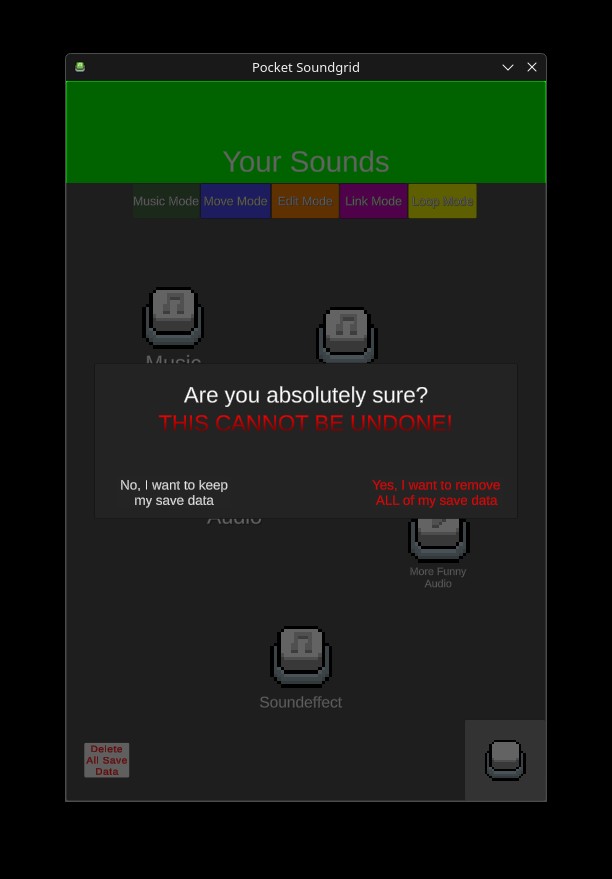 Pocket Soundgrid
Your Sounds
Music Mode Move Mode Edit Mode Link Mode Loop Mode
Music
Are you absolutely sure?
THIS CANNOT BE UNDONE!
No, I want to keep
my save data
Yes, I want to remove
ALL of my save data
Audio
More Funny
Audio
Soundeffect
Delete
All Save
Data